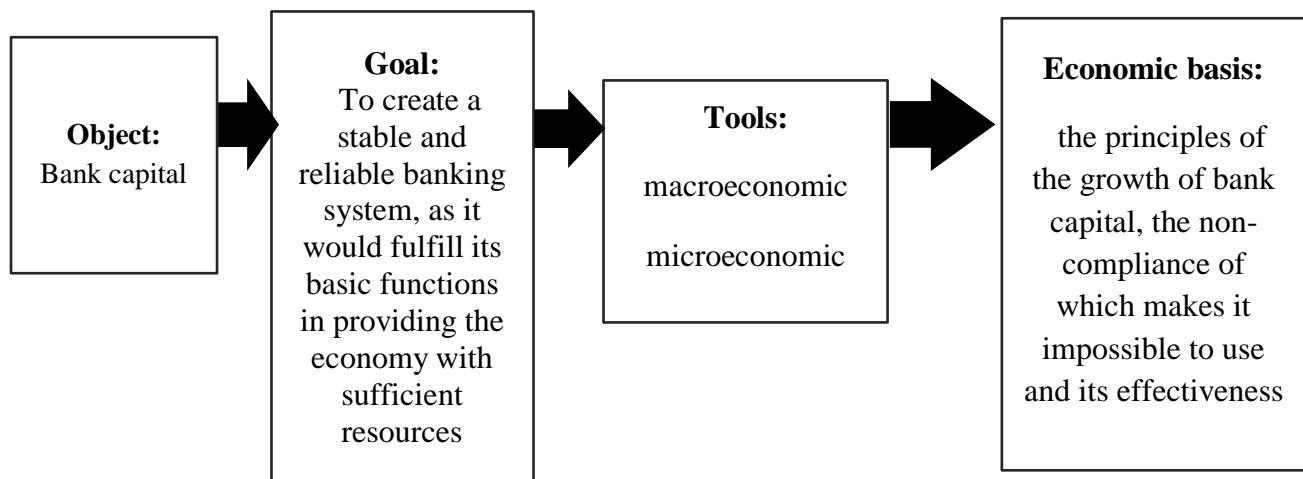 Object:
Bank capital
Goal:
To create a
stable and
reliable banking
system, as it
would fulfill its
basic functions
in providing the
economy with
sufficient
resources
Tools:
macroeconomic
microeconomic
Economic basis:
the principles of
the growth of bank
capital, the non-
compliance of
which makes it
impossible to use
and its effectiveness